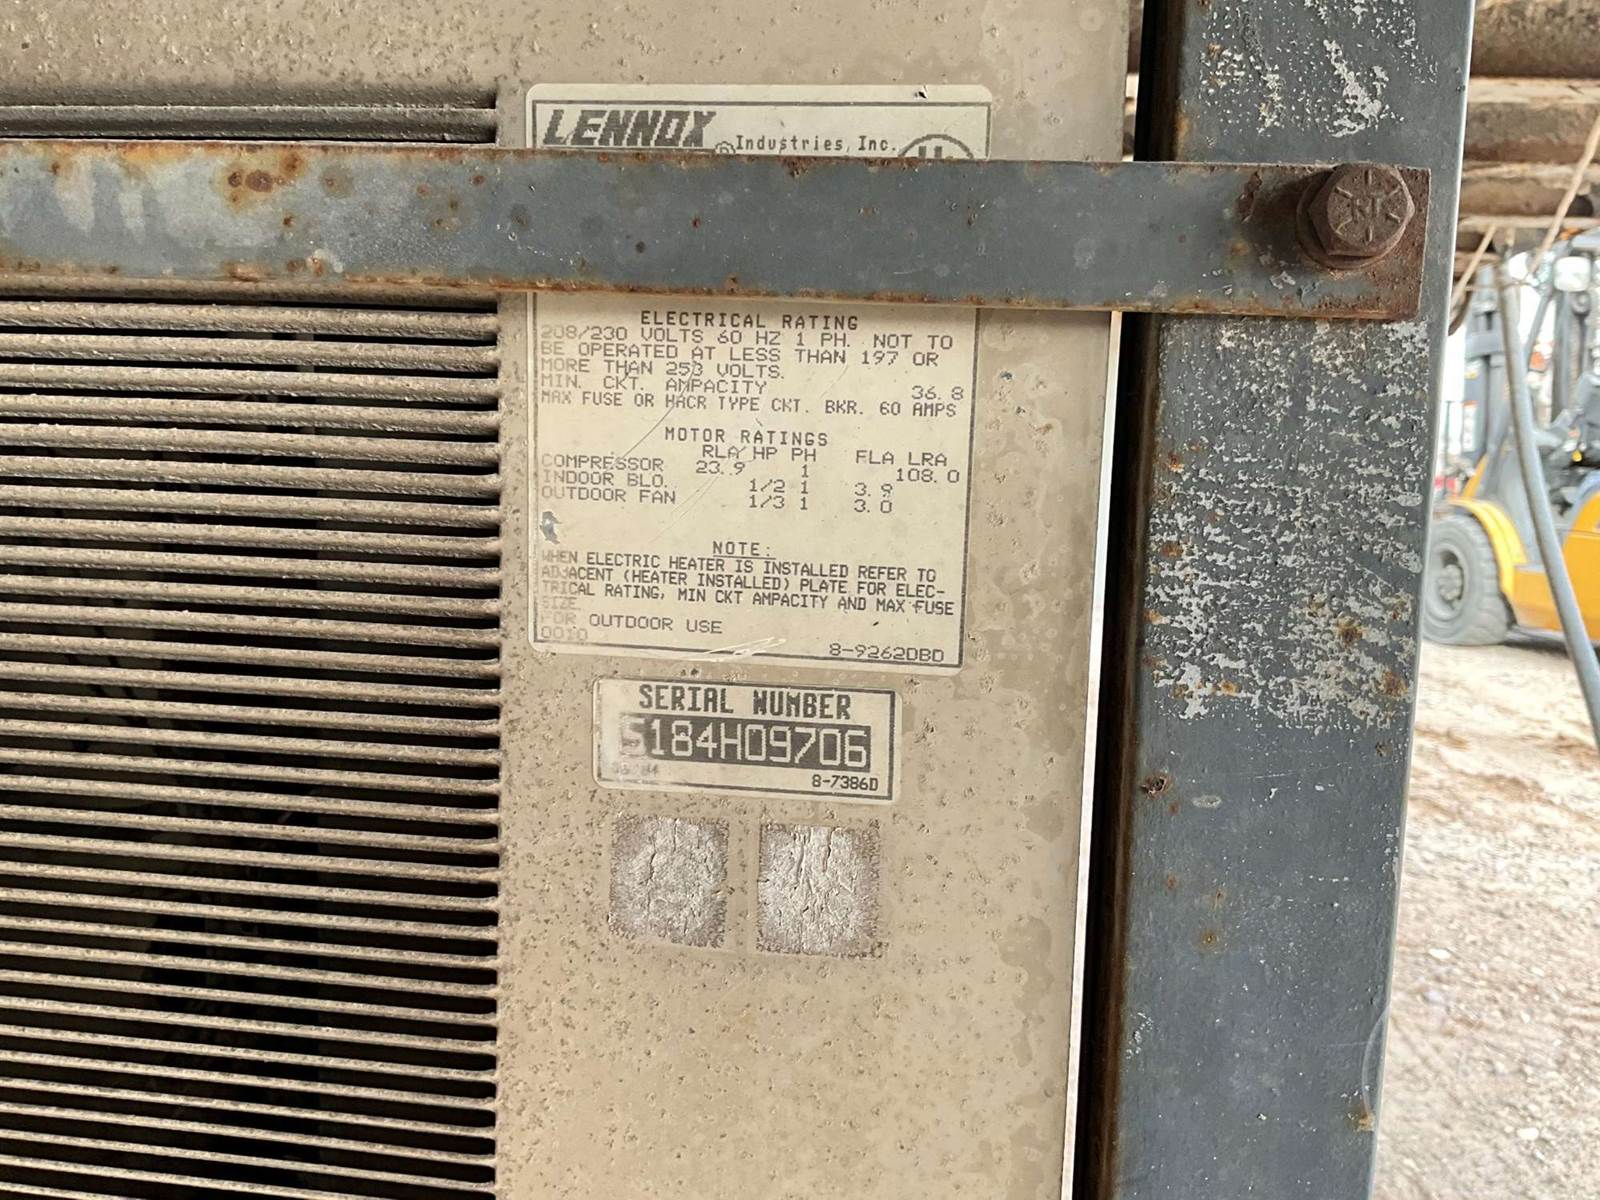 LENNOX ® Industries, Inc.
ELECTRICAL RATING
208/230 VOLTS 60 HZ 1 PH. NOT TO
BE OPERATED AT LESS THAN 197 OR
MORE THAN 253 VOLTS.
MIN. CKT. AMPACITY 36.8
MAX FUSE OR HACR TYPE CKT. BKR. 60 AMPS
MOTOR RATINGS
RLA HP PH FLA LRA
COMPRESSOR 23.9 1 108.0
INDOOR BLO. 1/2 1 3.9
OUTDOOR FAN 1/3 1 3.0
NOTE:
WHEN ELECTRIC HEATER IS INSTALLED REFER TO
ADJACENT (HEATER INSTALLED) PLATE FOR ELEC-
TRICAL RATING, MIN CKT AMPACITY AND MAX FUSE
SIZE
FOR OUTDOOR USE
0010 8-9262DBD
SERIAL NUMBER
5184H09706
8-7386D